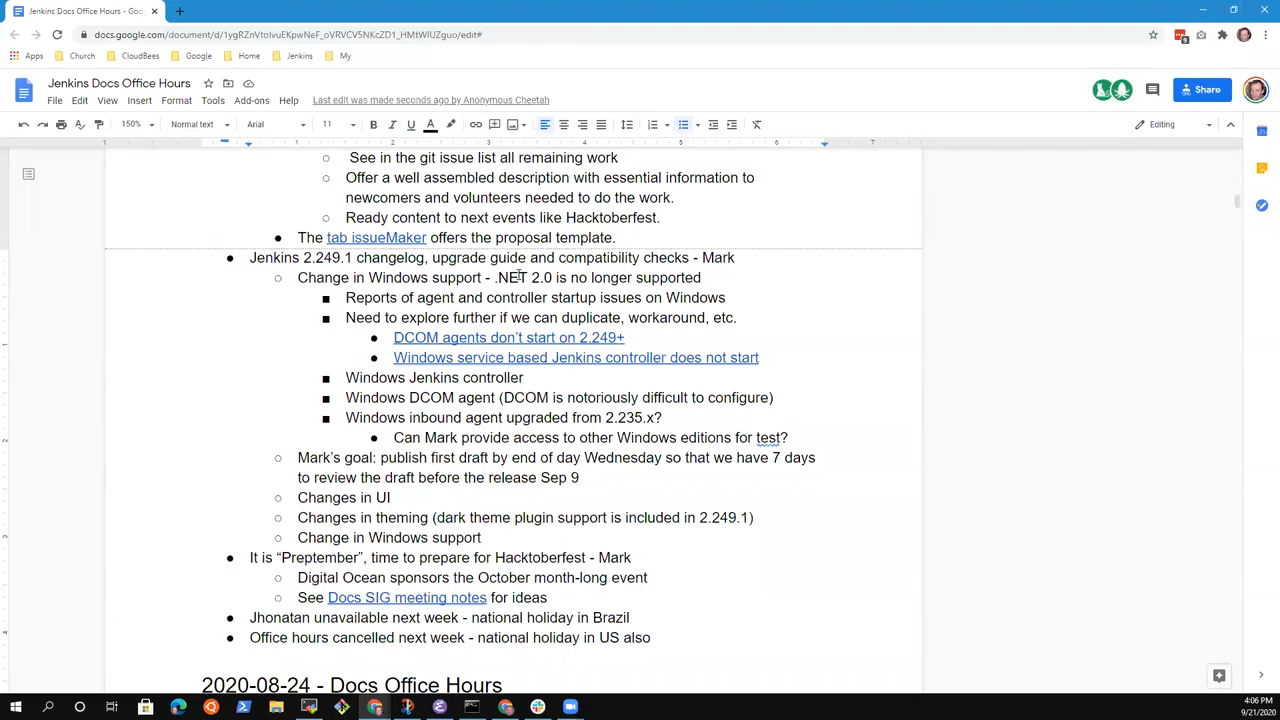 Jenkins Docs Office Hours - Goo
docs.google.com/document/d/1ygRZnVtoIvuEKpwNeF_oVRVCV5NKcZD1_HMtWIUZguo/edit#
Apps Church CloudBees Google Home Jenkins My
Jenkins Docs Office Hours
File Edit View Insert Format Tools Add-ons Help Last edit was made seconds ago by Anonymous Cheetah
Share
150% Normal text Arial 11 Editing
1 1 2 3 4 5 6 7
○ See in the git issue list all remaining work
○ Offer a well assembled description with essential information to
newcomers and volunteers needed to do the work.
○ Ready content to next events like Hacktoberfest.
● The tab issueMaker offers the proposal template.
● Jenkins 2.249.1 changelog, upgrade guide and compatibility checks - Mark
○ Change in Windows support - .NET 2.0 is no longer supported
■ Reports of agent and controller startup issues on Windows
■ Need to explore further if we can duplicate, workaround, etc.
● DCOM agents don't start on 2.249+
● Windows service based Jenkins controller does not start
■ Windows Jenkins controller
■ Windows DCOM agent (DCOM is notoriously difficult to configure)
■ Windows inbound agent upgraded from 2.235.x?
● Can Mark provide access to other Windows editions for test?
○ Mark's goal: publish first draft by end of day Wednesday so that we have 7 days
to review the draft before the release Sep 9
○ Changes in UI
○ Changes in theming (dark theme plugin support is included in 2.249.1)
○ Change in Windows support
● It is “Preptember”, time to prepare for Hacktoberfest - Mark
○ Digital Ocean sponsors the October month-long event
○ See Docs SIG meeting notes for ideas
● Jhonatan unavailable next week - national holiday in Brazil
● Office hours cancelled next week - national holiday in US also
2020-08-24 - Docs Office Hours
4:06 PM
9/21/2020